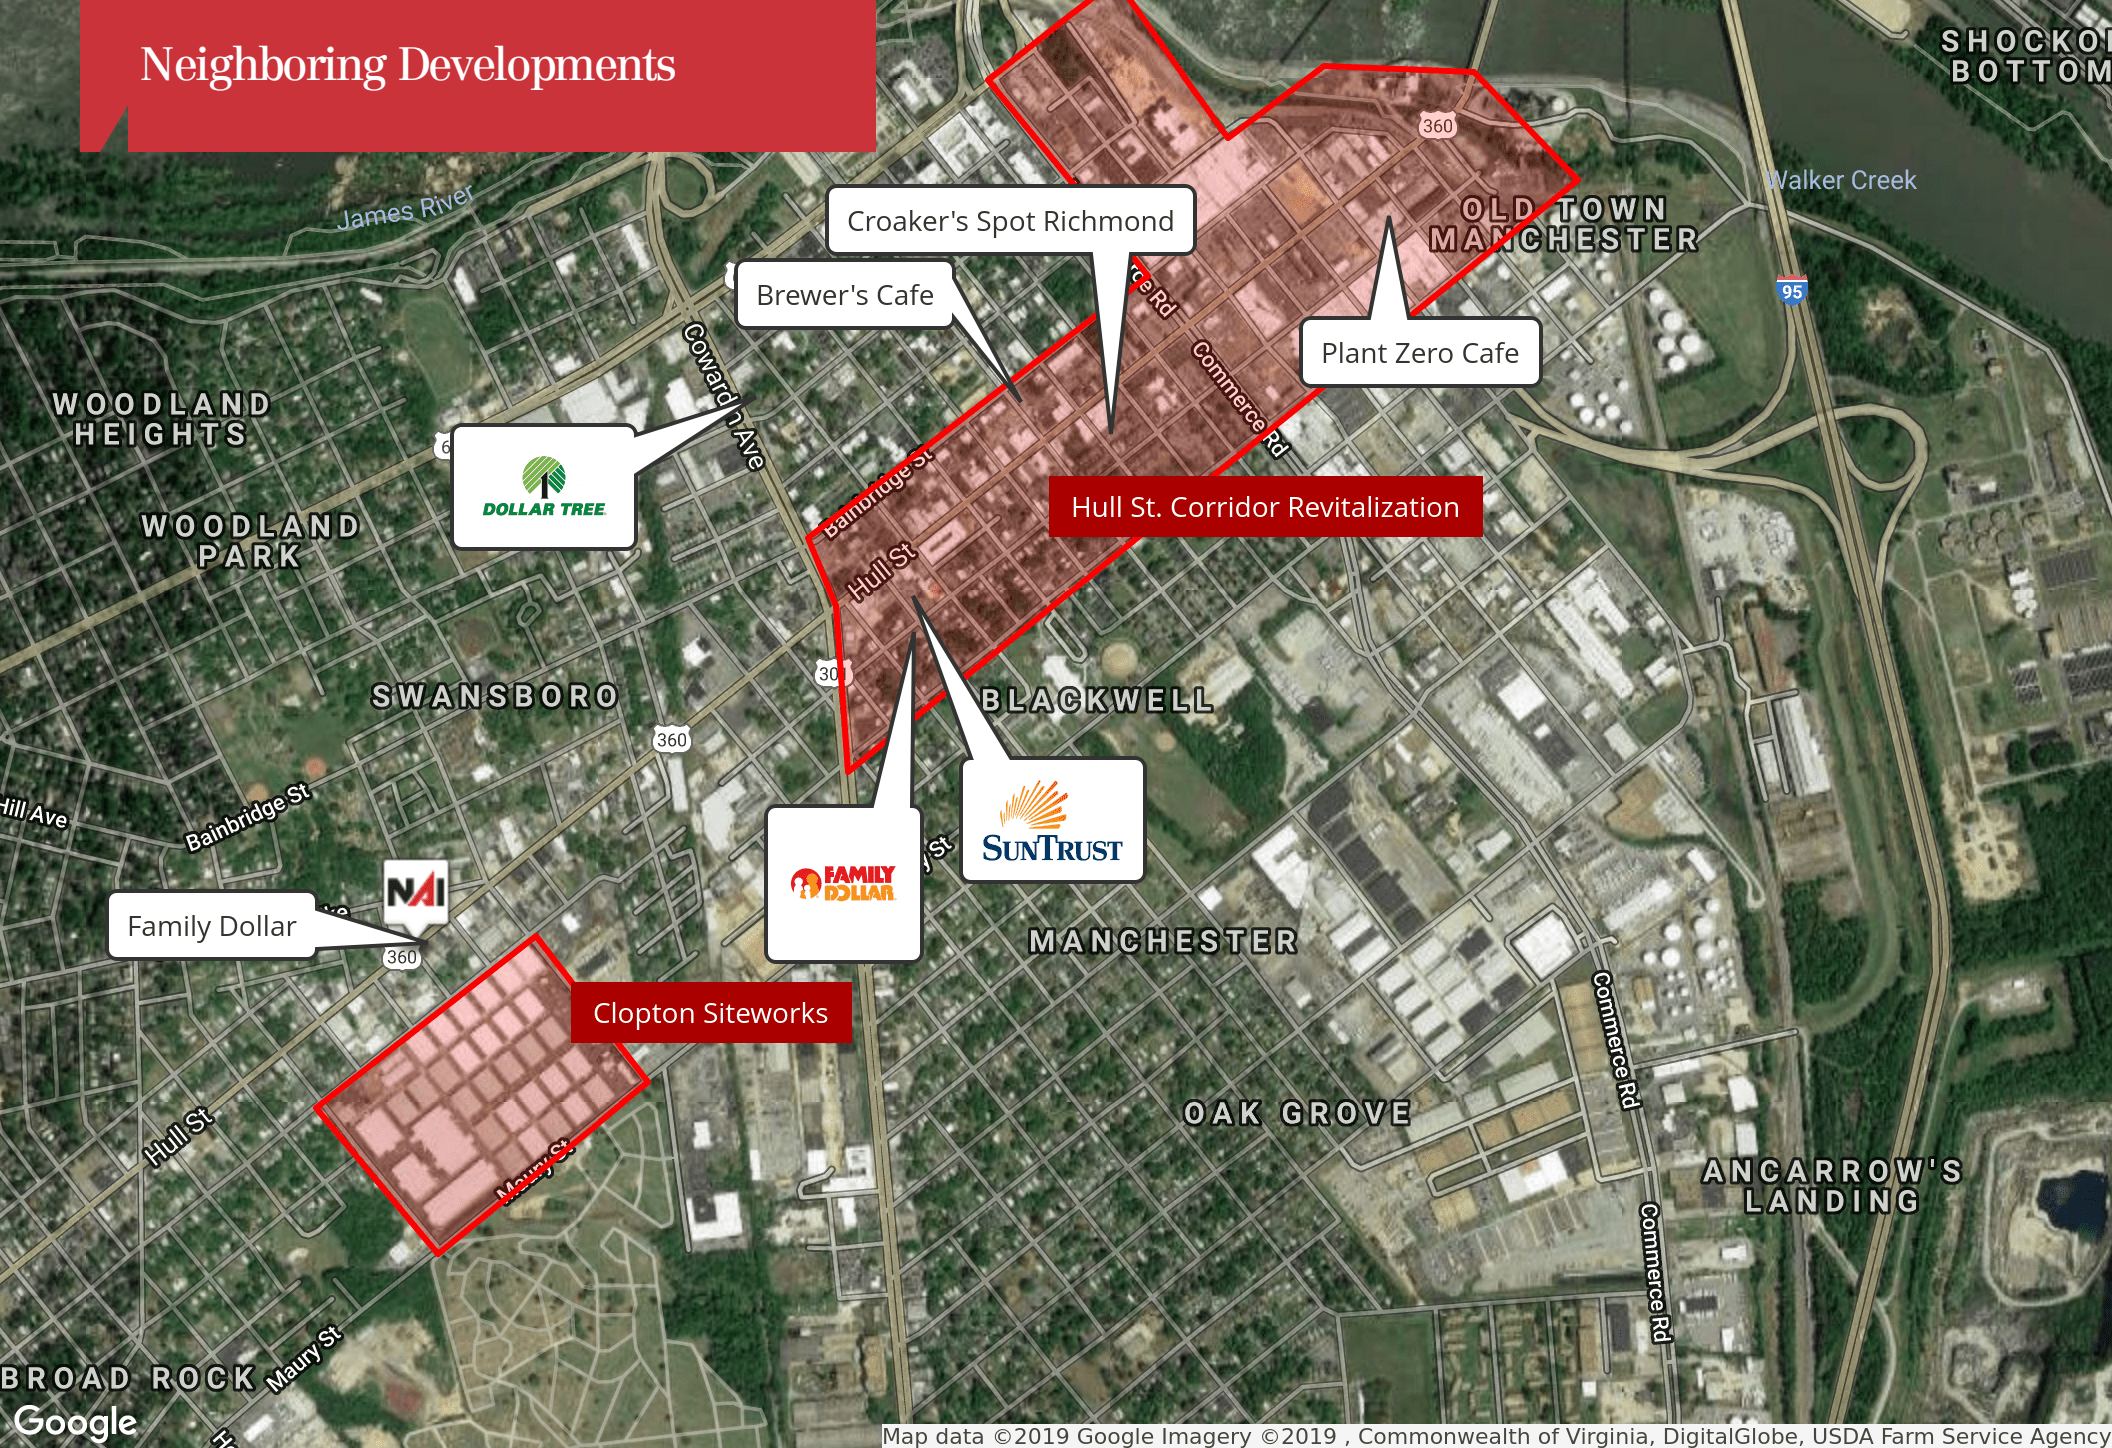 Neighboring Developments
SHOCKO
BOTTOM
James River
Walker Creek
360
OLD TOWN
MANCHESTER
Croaker's Spot Richmond
Brewer's Cafe
Commerce Rd
95
Plant Zero Cafe
Cowardin Ave
WOODLAND
HEIGHTS
DOLLAR TREE
Bainbridge St
Hull St. Corridor Revitalization
WOODLAND
PARK
Hull St
301
SWANSBORO
BLACKWELL
360
Bainbridge St
Hill Ave
SUNTRUST
FAMILY
DOLLAR
St
NAI
Family Dollar
360
MANCHESTER
Clopton Siteworks
Commerce Rd
Hull St
Maury St
OAK GROVE
ANCARROW'S
LANDING
Commerce Rd
BROAD ROCK
Maury St
Google
Map data ©2019 Google Imagery ©2019 , Commonwealth of Virginia, DigitalGlobe, USDA Farm Service Agency